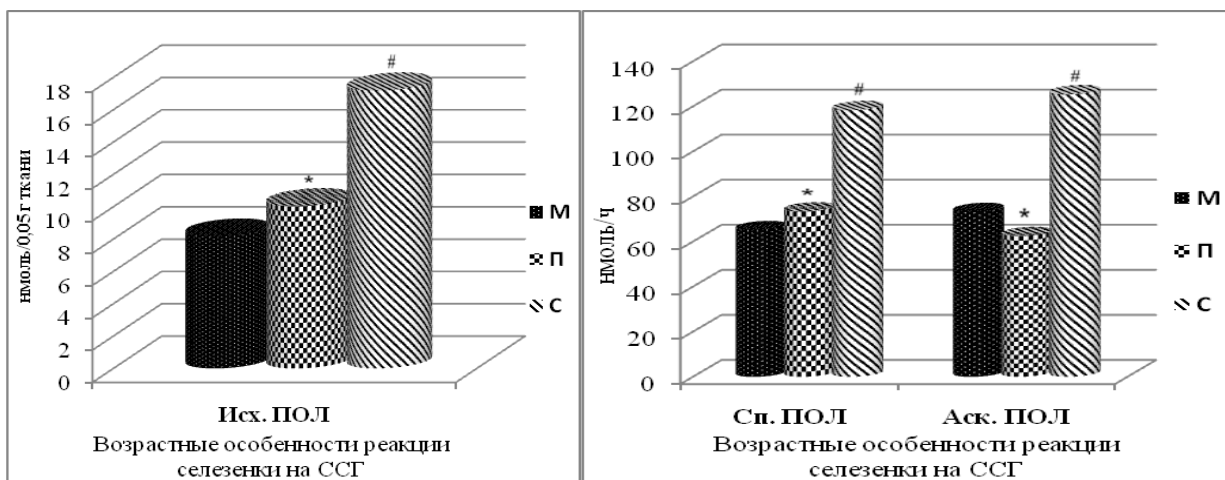 18
16
14
12
10
8
6
4
2
0
нмоль/0,05 г ткани
*
#
М
П
С
Исх. ПОЛ
Возрастные особенности реакции
селезенки на ССГ
140
120
100
80
60
40
20
0
нмоль/ч
*
#
*
#
М
П
С
Сп. ПОЛ Аск. ПОЛ
Возрастные особенности реакции
селезенки на ССГ